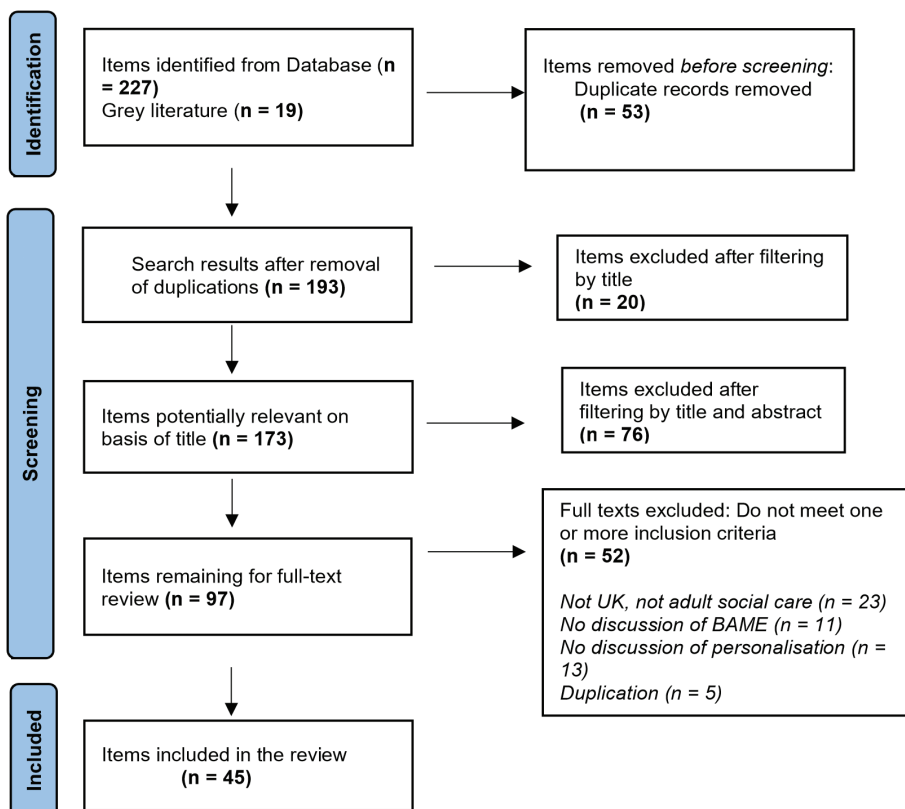 Identification
Items identified from Database (n
= 227)
Grey literature (n = 19)
Items removed before screening:
Duplicate records removed
(n = 53)
Screening
Search results after removal
of duplications (n = 193)
Items excluded after filtering
by title
(n = 20)
Items potentially relevant on
basis of title (n = 173)
Items excluded after
filtering by title and abstract
(n = 76)
Items remaining for full-text
review (n = 97)
Full texts excluded: Do not meet one
or more inclusion criteria
(n = 52)
Not UK, not adult social care (n = 23)
No discussion of BAME (n = 11)
No discussion of personalisation (n =
13)
Duplication (n = 5)
Included
Items included in the review
(n = 45)